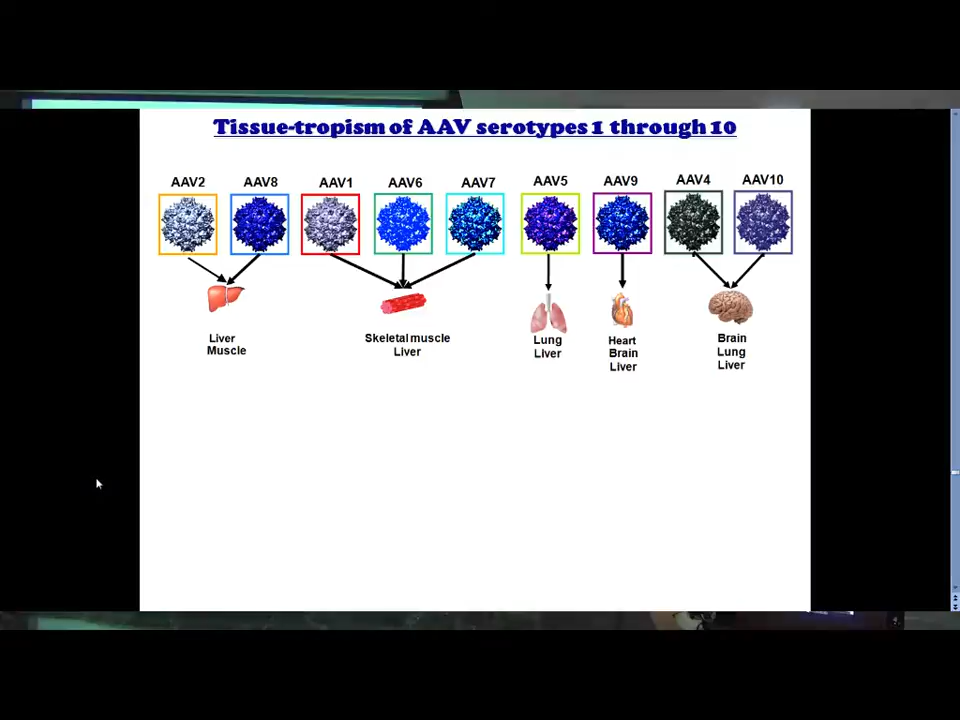 Tissue-tropism of AAV serotypes 1 through 10
AAV2 AAV8 AAV1 AAV6 AAV7 AAV5 AAV9 AAV4 AAV10
Liver
Muscle
Skeletal muscle
Liver
Lung
Liver
Heart
Brain
Liver
Brain
Lung
Liver